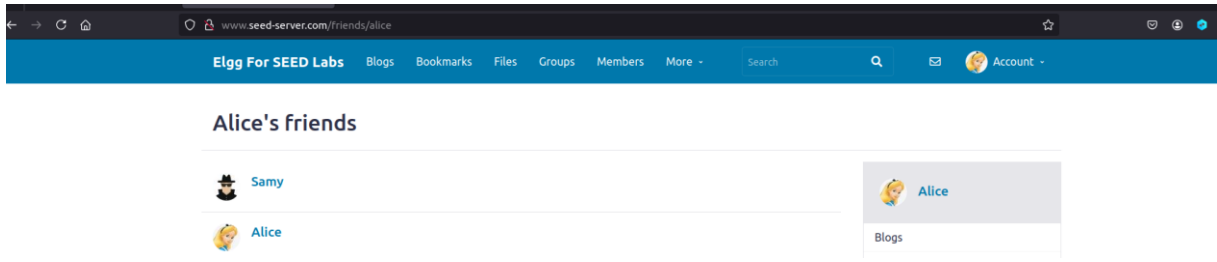 www.seed-server.com/friends/alice
Elgg For SEED Labs Blogs Bookmarks Files Groups Members More Search Account
Alice's friends
Samy
Alice
Alice
Blogs